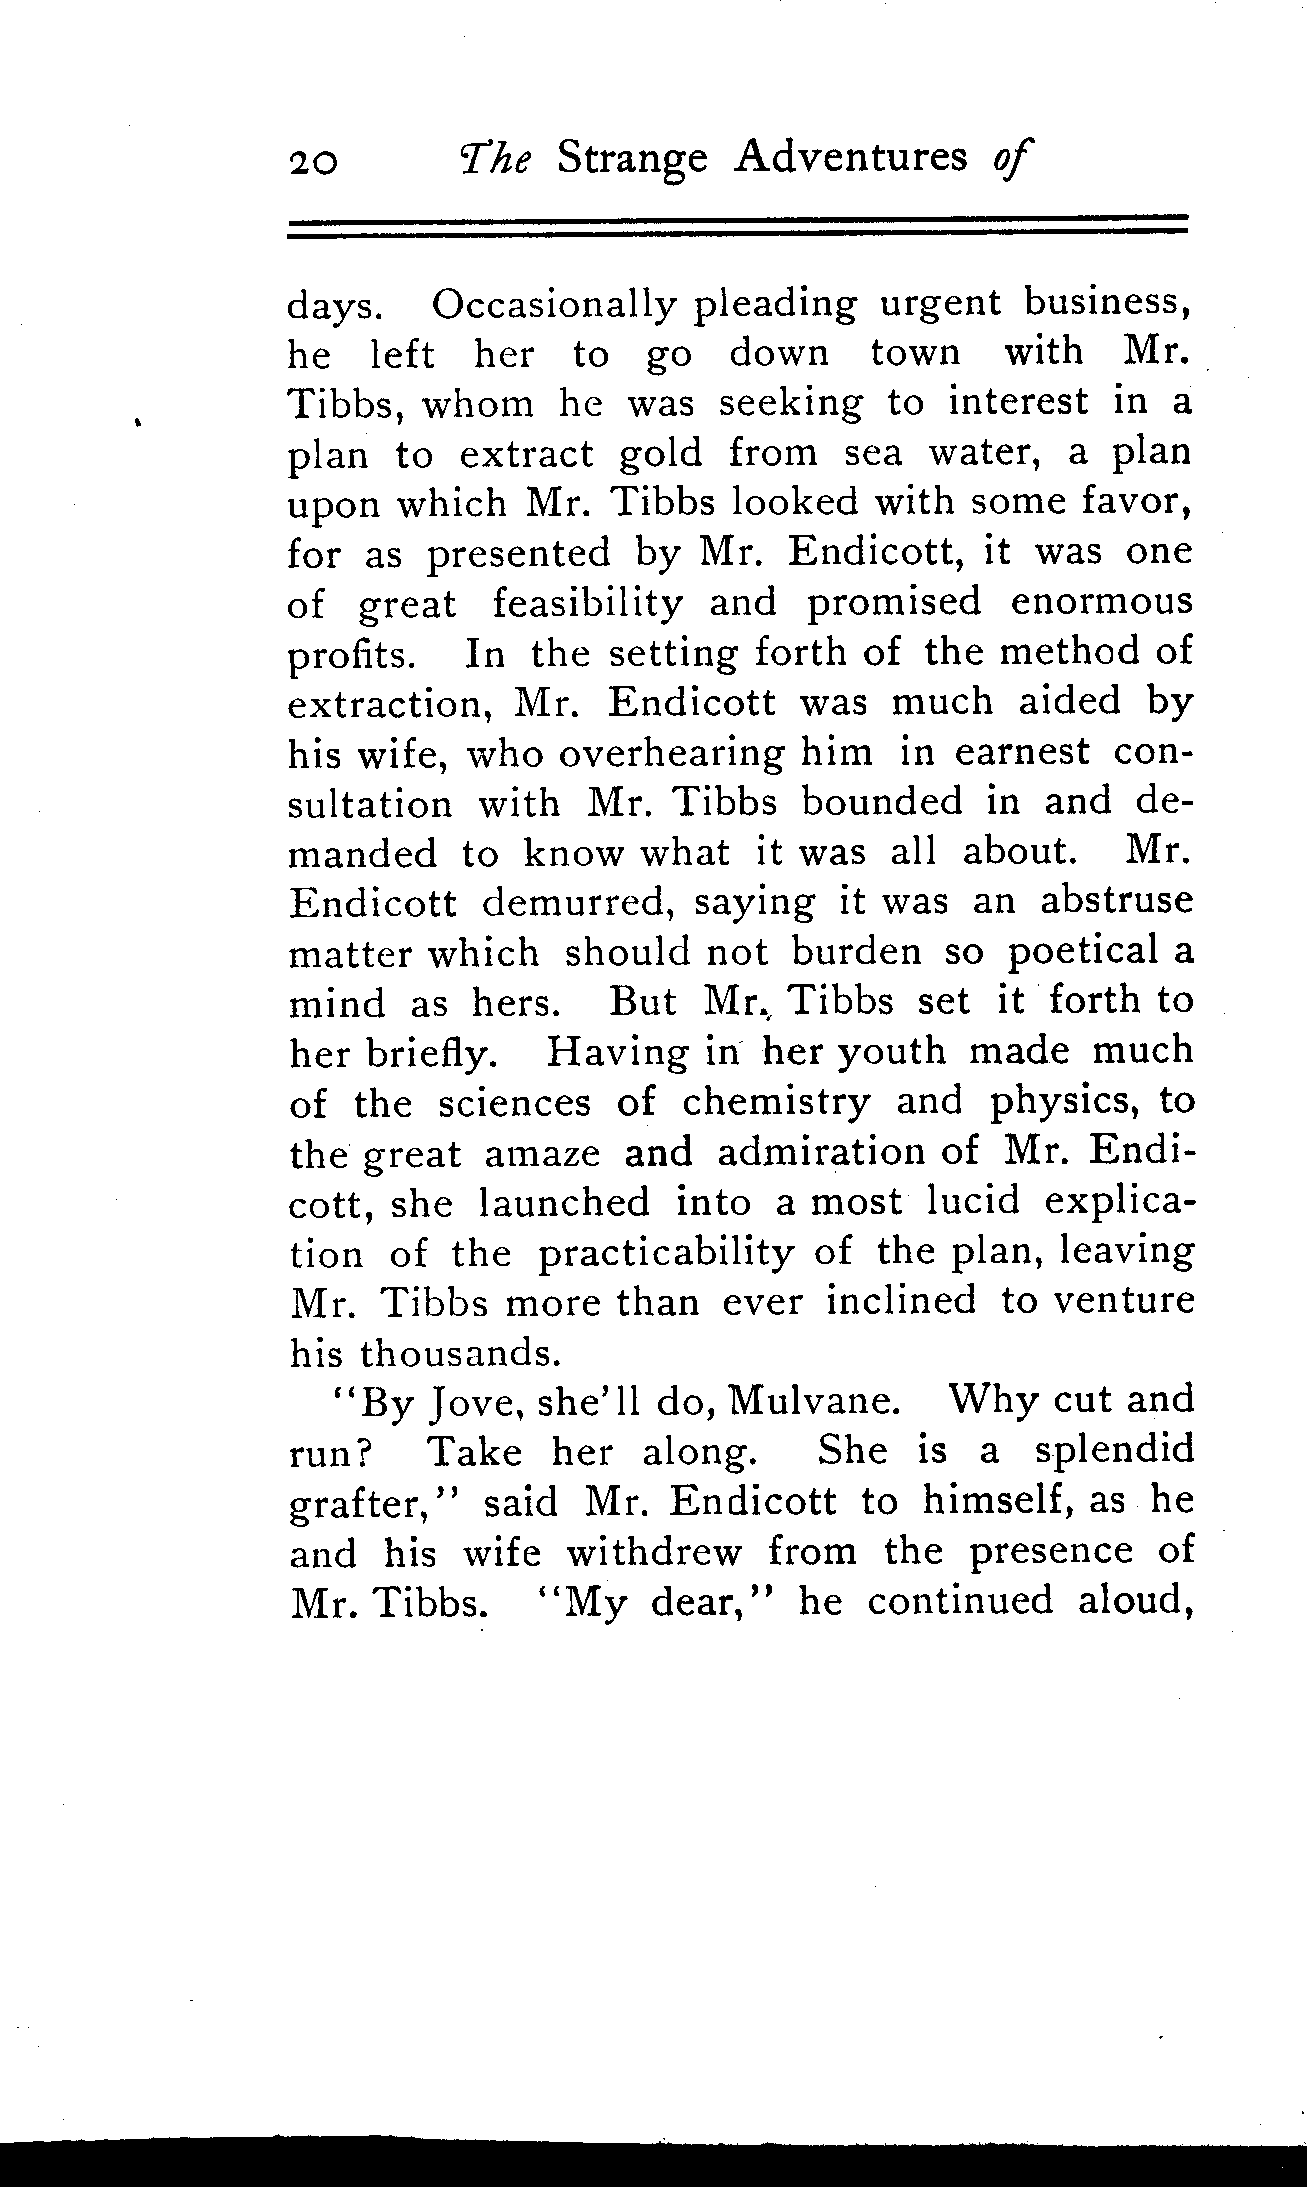 20 The Strange Adventures of
days. Occasionally pleading urgent business,
he left her to go down town with Mr.
Tibbs, whom he was seeking to interest in a
plan to extract gold from sea water, a plan
upon which Mr. Tibbs looked with some favor,
for as presented by Mr. Endicott, it was one
of great feasibility and promised enormous
profits. In the setting forth of the method of
extraction, Mr. Endicott was much aided by
his wife, who overhearing him in earnest con-
sultation with Mr. Tibbs bounded in and de-
manded to know what it was all about. Mr.
Endicott demurred, saying it was an abstruse
matter which should not burden so poetical a
mind as hers. But Mr. Tibbs set it forth to
her briefly. Having in her youth made much
of the sciences of chemistry and physics, to
the great amaze and admiration of Mr. Endi-
cott, she launched into a most lucid explica-
tion of the practicability of the plan, leaving
Mr. Tibbs more than ever inclined to venture
his thousands.
"By Jove, she'll do, Mulvane. Why cut and
run? Take her along. She is a splendid
grafter," said Mr. Endicott to himself, as he
and his wife withdrew from the presence of
Mr. Tibbs. "My dear," he continued aloud,